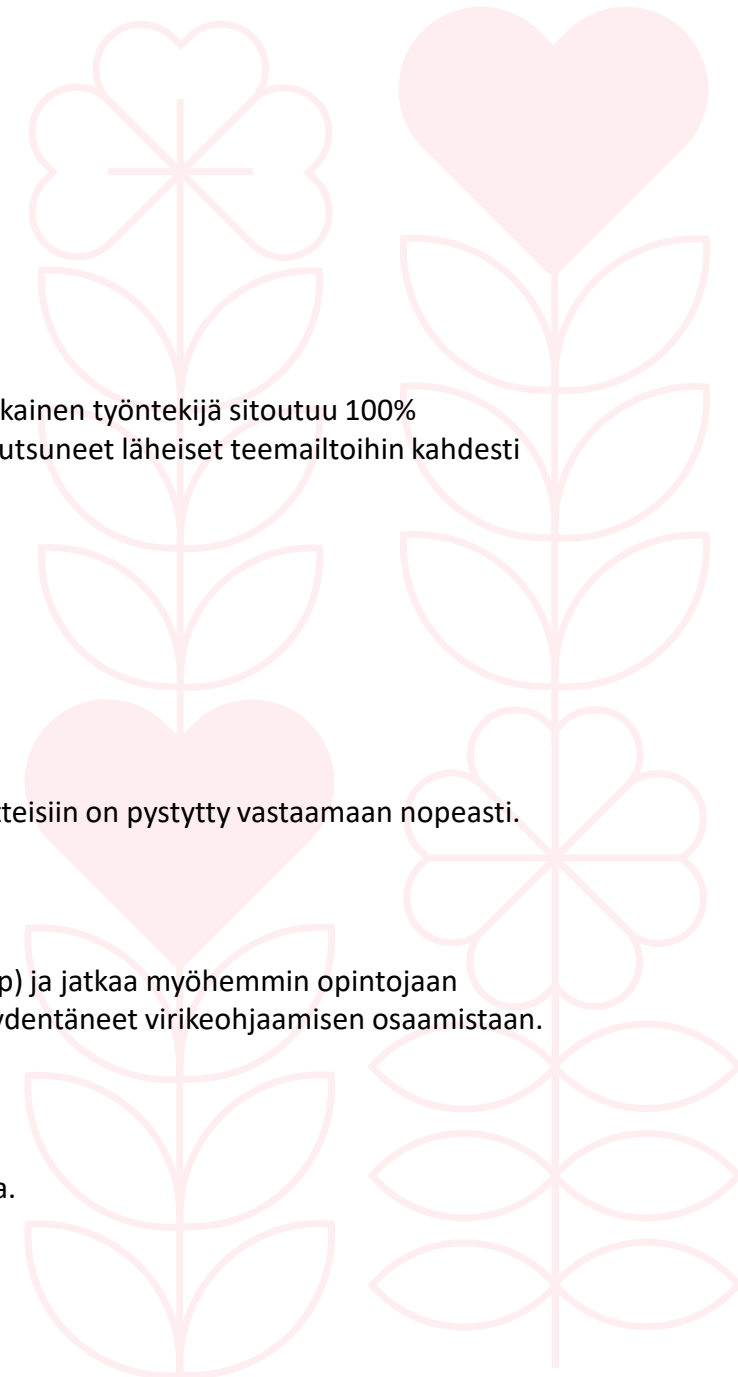 kainen työntekijä sitoutuu 100%
utsuneet läheiset teemailtoihin kahdesti
tteisiin on pystytty vastaamaan nopeasti.
p) ja jatkaa myöhemmin opintojaan
ydentäneet virikeohjaamisen osaamistaan.
a.